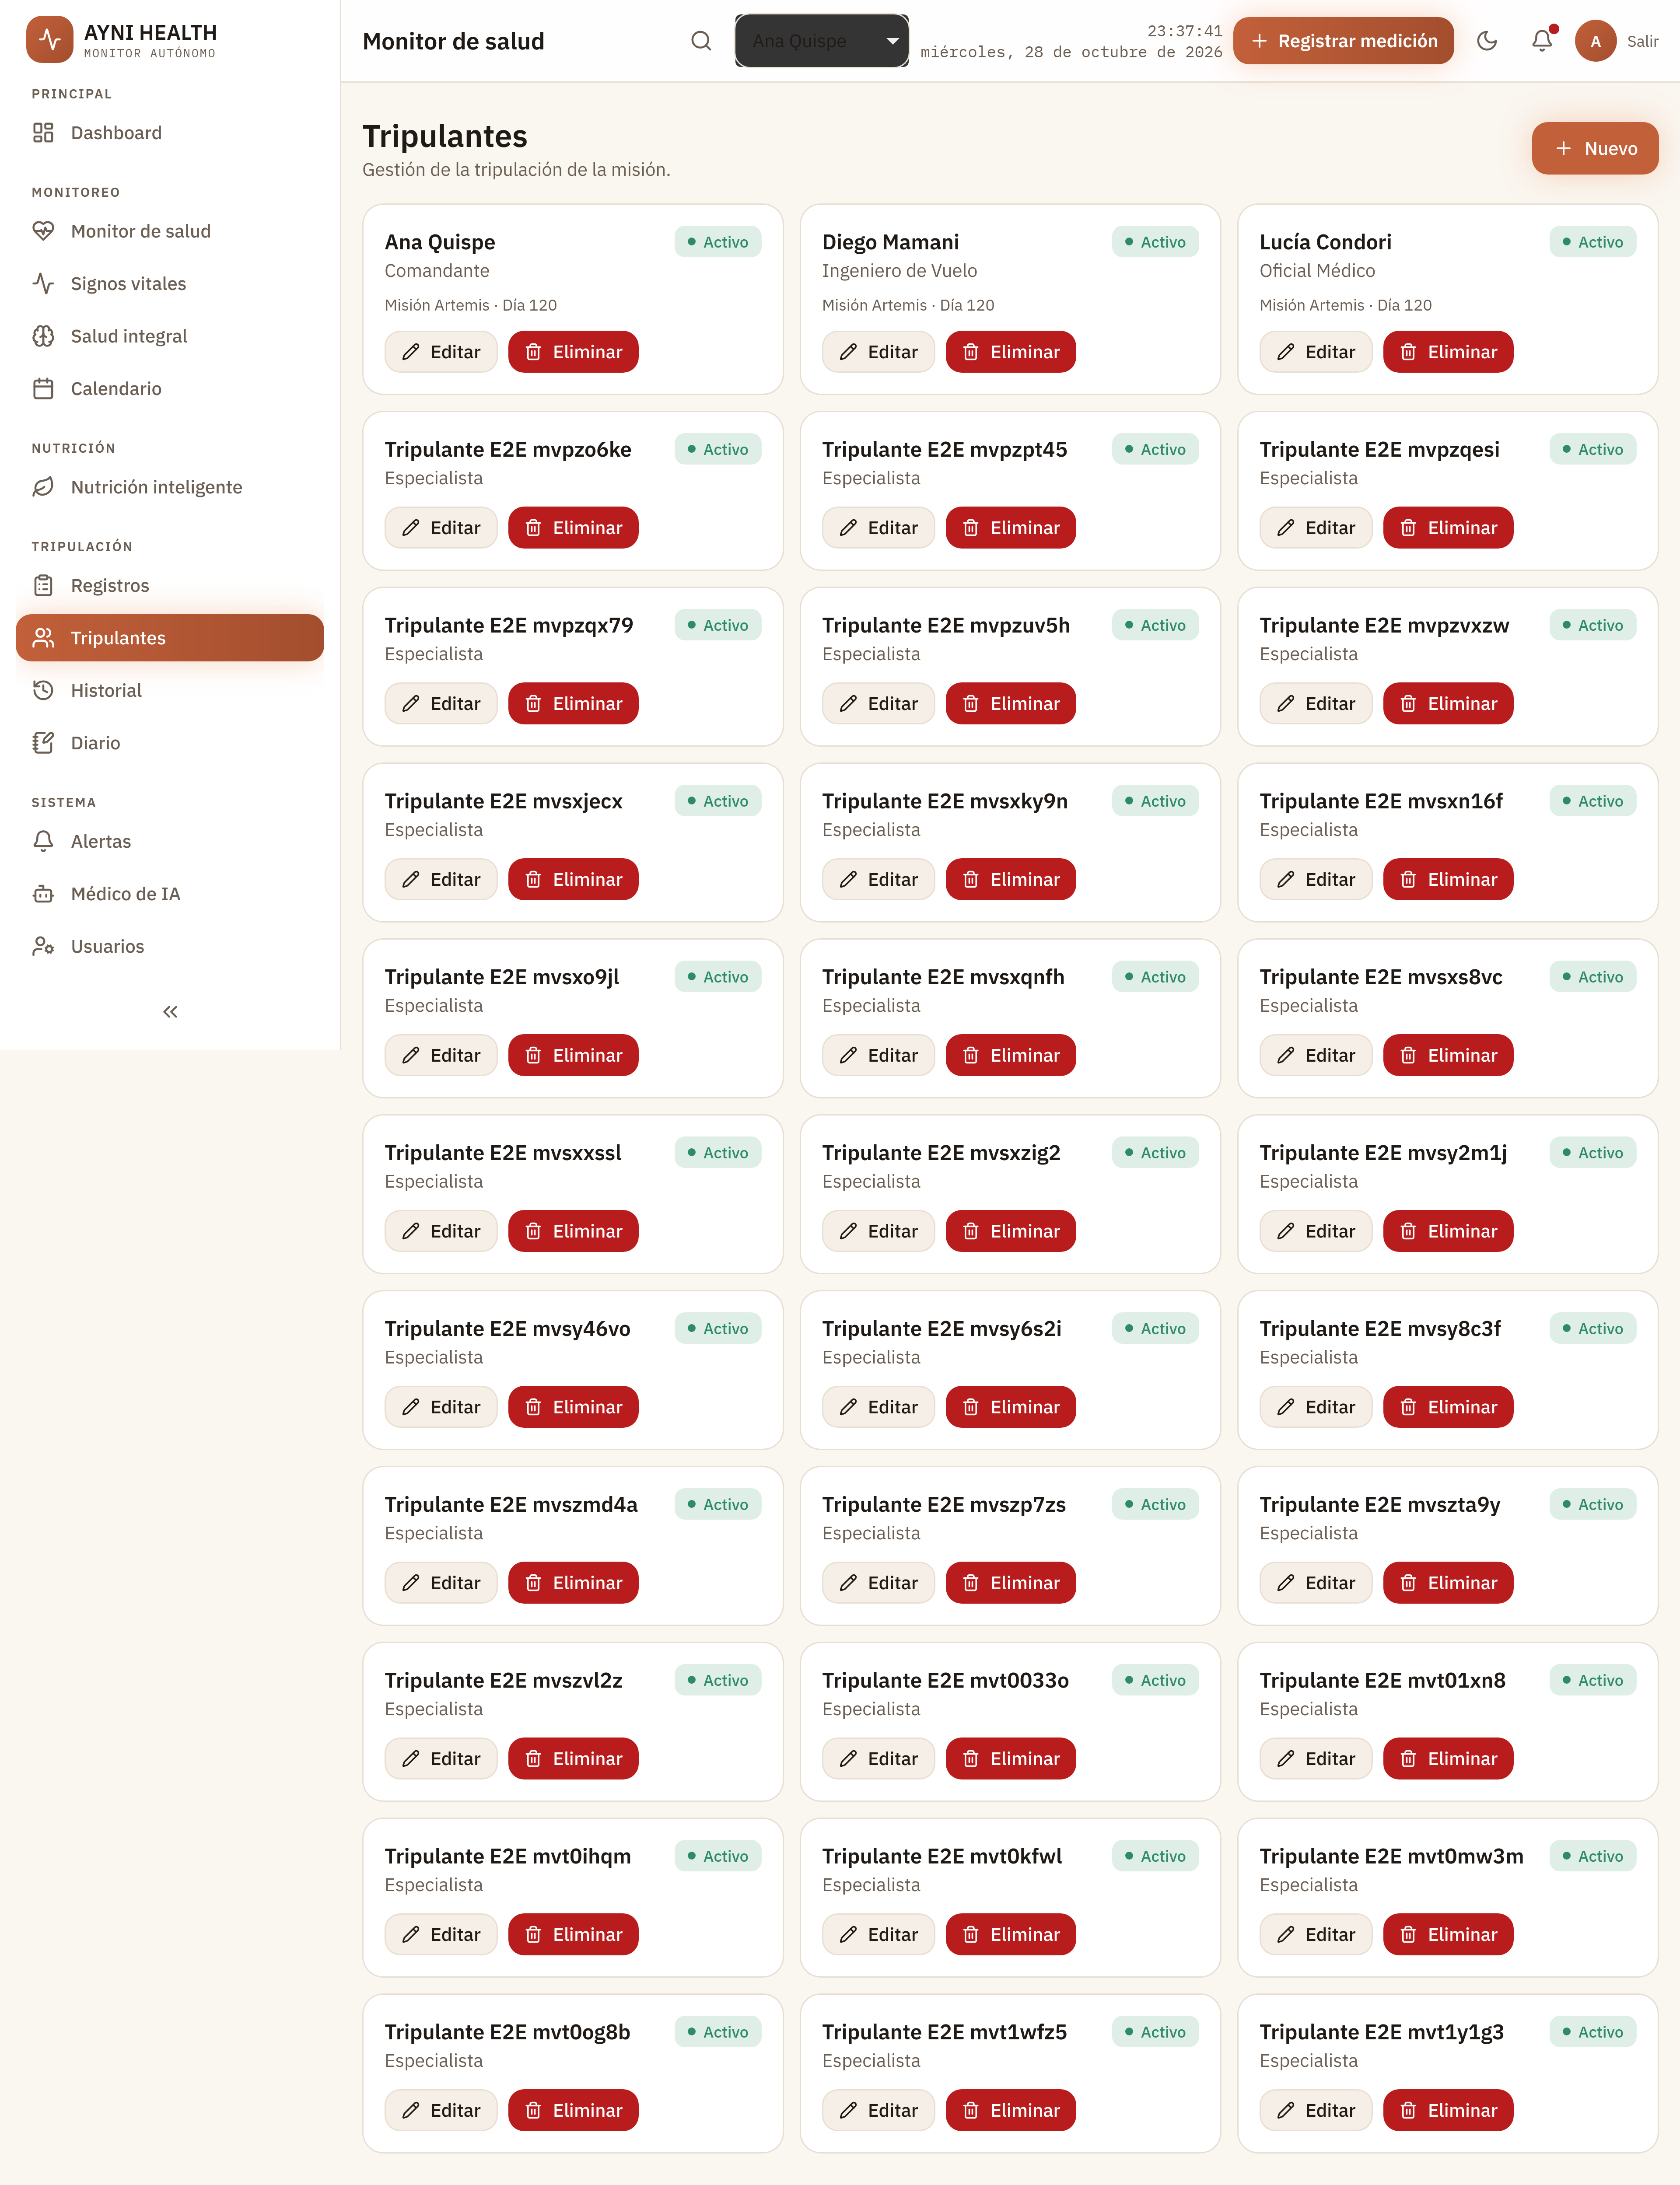 AYNI HEALTH
MONITOR AUTÓNOMO
PRINCIPAL
Dashboard
MONITOREO
Monitor de salud
Signos vitales
Salud integral
Calendario
NUTRICIÓN
Nutrición inteligente
TRIPULACIÓN
Registros
Tripulantes
Historial
Diario
SISTEMA
Alertas
Médico de IA
Usuarios
Monitor de salud
Ana Quispe
23:37:41
miércoles, 28 de octubre de 2026
Registrar medición
A
Salir
Tripulantes
Gestión de la tripulación de la misión.
Nuevo
Ana Quispe
Activo
Comandante
Misión Artemis · Día 120
Editar
Eliminar
Diego Mamani
Activo
Ingeniero de Vuelo
Misión Artemis · Día 120
Editar
Eliminar
Lucía Condori
Activo
Oficial Médico
Misión Artemis · Día 120
Editar
Eliminar
Tripulante E2E mvpzo6ke
Activo
Especialista
Editar
Eliminar
Tripulante E2E mvpzpt45
Activo
Especialista
Editar
Eliminar
Tripulante E2E mvpzqesi
Activo
Especialista
Editar
Eliminar
Tripulante E2E mvpzqx79
Activo
Especialista
Editar
Eliminar
Tripulante E2E mvpzuv5h
Activo
Especialista
Editar
Eliminar
Tripulante E2E mvpzvxzw
Activo
Especialista
Editar
Eliminar
Tripulante E2E mvsxjecx
Activo
Especialista
Editar
Eliminar
Tripulante E2E mvsxky9n
Activo
Especialista
Editar
Eliminar
Tripulante E2E mvsxn16f
Activo
Especialista
Editar
Eliminar
Tripulante E2E mvsxo9jl
Activo
Especialista
Editar
Eliminar
Tripulante E2E mvsxqnfh
Activo
Especialista
Editar
Eliminar
Tripulante E2E mvsxs8vc
Activo
Especialista
Editar
Eliminar
Tripulante E2E mvsxxssl
Activo
Especialista
Editar
Eliminar
Tripulante E2E mvsxzig2
Activo
Especialista
Editar
Eliminar
Tripulante E2E mvsy2m1j
Activo
Especialista
Editar
Eliminar
Tripulante E2E mvsy46vo
Activo
Especialista
Editar
Eliminar
Tripulante E2E mvsy6s2i
Activo
Especialista
Editar
Eliminar
Tripulante E2E mvsy8c3f
Activo
Especialista
Editar
Eliminar
Tripulante E2E mvszmd4a
Activo
Especialista
Editar
Eliminar
Tripulante E2E mvszp7zs
Activo
Especialista
Editar
Eliminar
Tripulante E2E mvszta9y
Activo
Especialista
Editar
Eliminar
Tripulante E2E mvszvl2z
Activo
Especialista
Editar
Eliminar
Tripulante E2E mvt0033o
Activo
Especialista
Editar
Eliminar
Tripulante E2E mvt01xn8
Activo
Especialista
Editar
Eliminar
Tripulante E2E mvt0ihqm
Activo
Especialista
Editar
Eliminar
Tripulante E2E mvt0kfwl
Activo
Especialista
Editar
Eliminar
Tripulante E2E mvt0mw3m
Activo
Especialista
Editar
Eliminar
Tripulante E2E mvt0og8b
Activo
Especialista
Editar
Eliminar
Tripulante E2E mvt1wfz5
Activo
Especialista
Editar
Eliminar
Tripulante E2E mvt1y1g3
Activo
Especialista
Editar
Eliminar